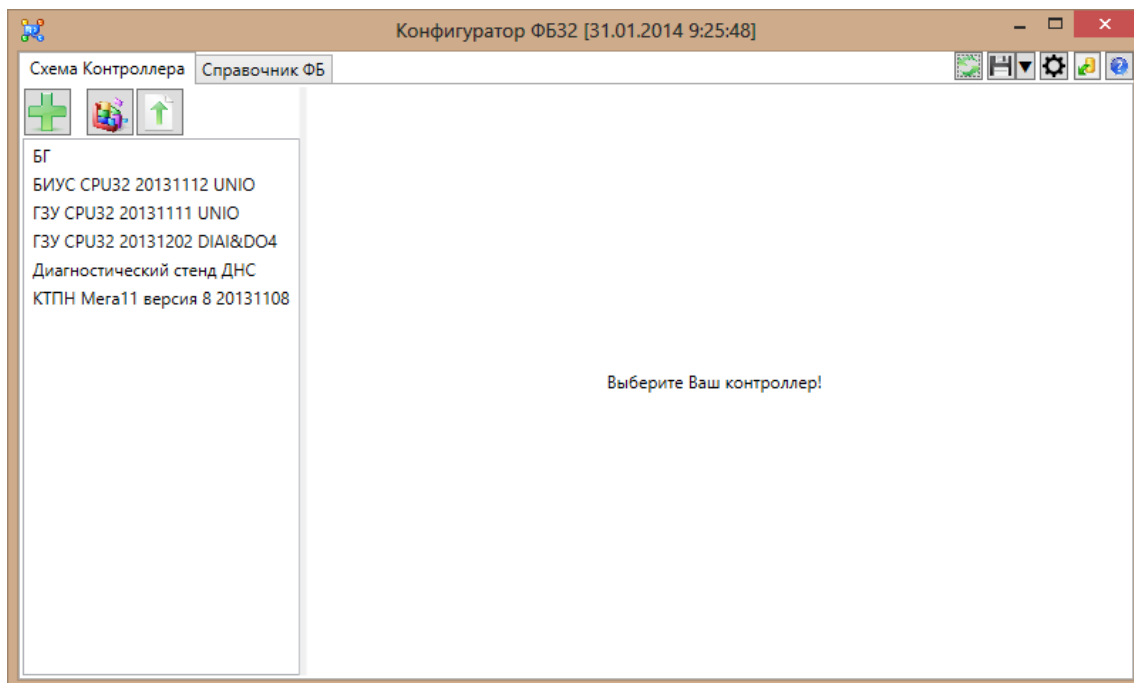 Конфигуратор ФБ32 [31.01.2014 9:25:48]
Схема Контроллера Справочник ФБ
БГ
БИУС CPU32 20131112 UNIO
ГЗУ CPU32 20131111 UNIO
ГЗУ CPU32 20131202 DIAI&DO4
Диагностический стенд ДНС
КТПН Мега11 версия 8 20131108
Выберите Ваш контроллер!